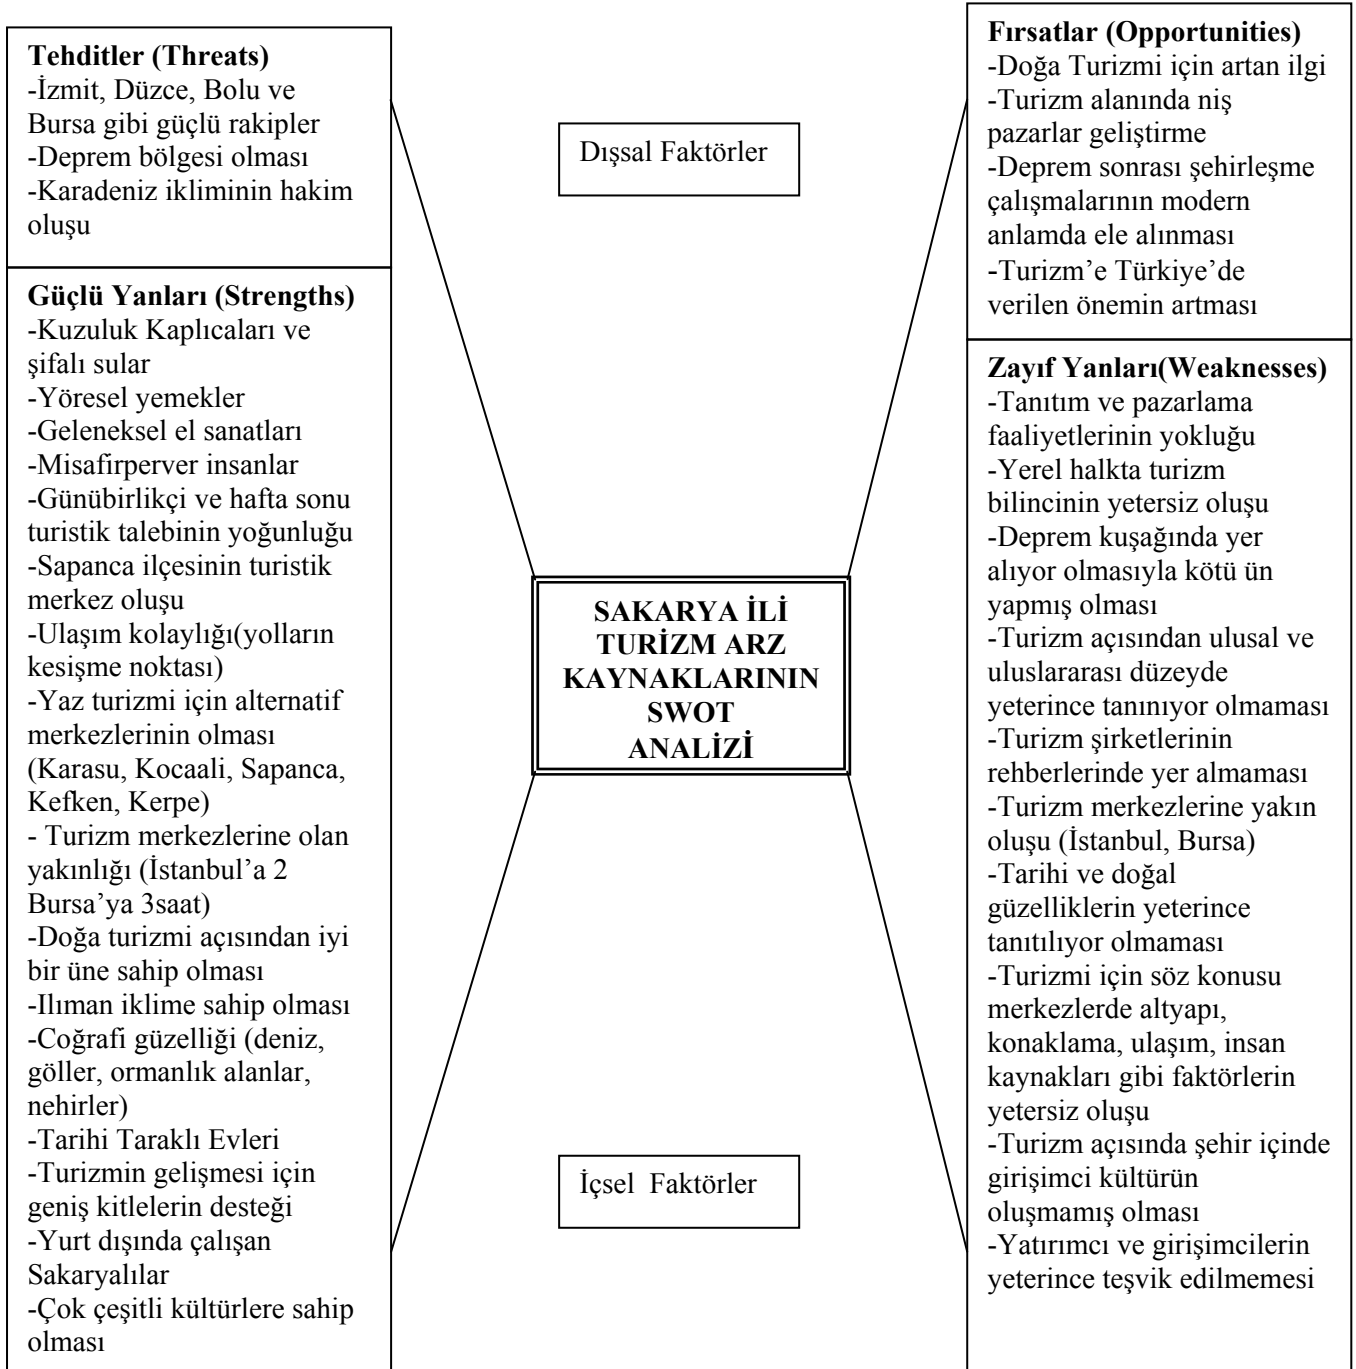 Tehditler (Threats)
-İzmit, Düzce, Bolu ve
Bursa gibi güçlü rakipler
-Deprem bölgesi olması
-Karadeniz ikliminin hakim
oluşu
Güçlü Yanları (Strengths)
-Kuzuluk Kaplıcaları ve
şifalı sular
-Yöresel yemekler
-Geleneksel el sanatları
-Misafirperver insanlar
-Günübirlikçi ve hafta sonu
turistik talebinin yoğunluğu
-Sapanca ilçesinin turistik
merkez oluşu
-Ulaşım kolaylığı(yolların
kesişme noktası)
-Yaz turizmi için alternatif
merkezlerinin olması
(Karasu, Kocaali, Sapanca,
Kefken, Kerpe)
- Turizm merkezlerine olan
yakınlığı (İstanbul’a 2
Bursa’ya 3saat)
-Doğa turizmi açısından iyi
bir üne sahip olması
-Ilıman iklime sahip olması
-Coğrafi güzelliği (deniz,
göller, ormanlık alanlar,
nehirler)
-Tarihi Taraklı Evleri
-Turizmin gelişmesi için
geniş kitlelerin desteği
-Yurt dışında çalışan
Sakaryalılar
-Çok çeşitli kültürlere sahip
olması
Dışsal Faktörler
SAKARYA İLİ
TURİZM ARZ
KAYNAKLARININ
SWOT
ANALİZİ
İçsel  Faktörler
Fırsatlar (Opportunities)
-Doğa Turizmi için artan ilgi
-Turizm alanında niş
pazarlar geliştirme
-Deprem sonrası şehirleşme
çalışmalarının modern
anlamda ele alınması
-Turizm’e Türkiye’de
verilen önemin artması
Zayıf Yanları(Weaknesses)
-Tanıtım ve pazarlama
faaliyetlerinin yokluğu
-Yerel halkta turizm
bilincinin yetersiz oluşu
-Deprem kuşağında yer
alıyor olmasıyla kötü ün
yapmış olması
-Turizm açısından ulusal ve
uluslararası düzeyde
yeterince tanınıyor olmaması
-Turizm şirketlerinin
rehberlerinde yer almaması
-Turizm merkezlerine yakın
oluşu (İstanbul, Bursa)
-Tarihi ve doğal
güzelliklerin yeterince
tanıtılıyor olmaması
-Turizmi için söz konusu
merkezlerde altyapı,
konaklama, ulaşım, insan
kaynakları gibi faktörlerin
yetersiz oluşu
-Turizm açısında şehir içinde
girişimci kültürün
oluşmamış olması
-Yatırımcı ve girişimcilerin
yeterince teşvik edilmemesi